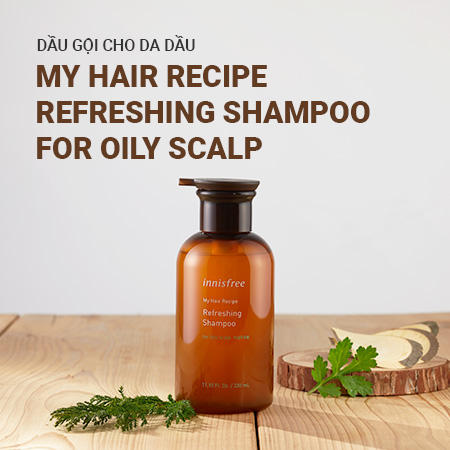 DẦU GỘI CHO DA DẦU
MY HAIR RECIPE
REFRESHING SHAMPOO
FOR OILY SCALP
innisfree
My Hair Recipe
Refreshing
Shampoo